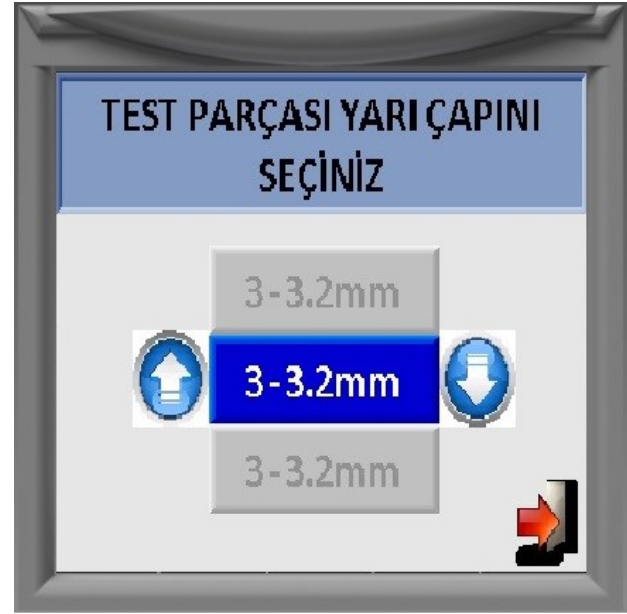 TEST PARÇASI YARI ÇAPINI
SEÇİNİZ
3-3.2mm
3-3.2mm
3-3.2mm